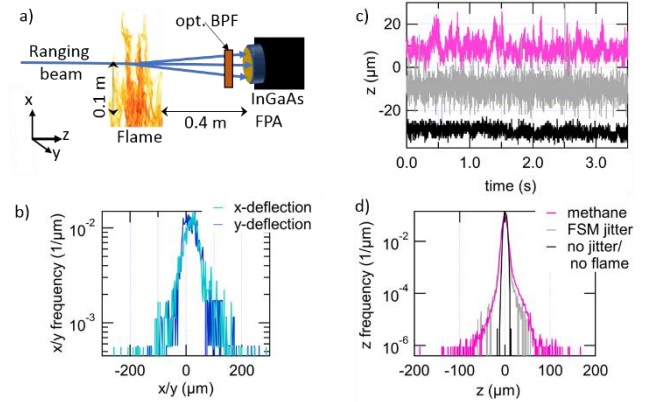 a)
opt. BPF
Ranging
beam
0.1 m
x
z
y
Flame
0.4 m
InGaAs
FPA
c)
z (µm)
20
0
-20
0.0
1.0
2.0
3.0
time (s)
b)
x-deflection
y-deflection
x/y frequency (1/µm)
10⁻²
10⁻³
-200
0
200
x/y (µm)
d)
methane
FSM jitter
no jitter/
no flame
z frequency (1/µm)
10⁻²
10⁻⁴
10⁻⁶
-200
-100
0
100
200
z (µm)